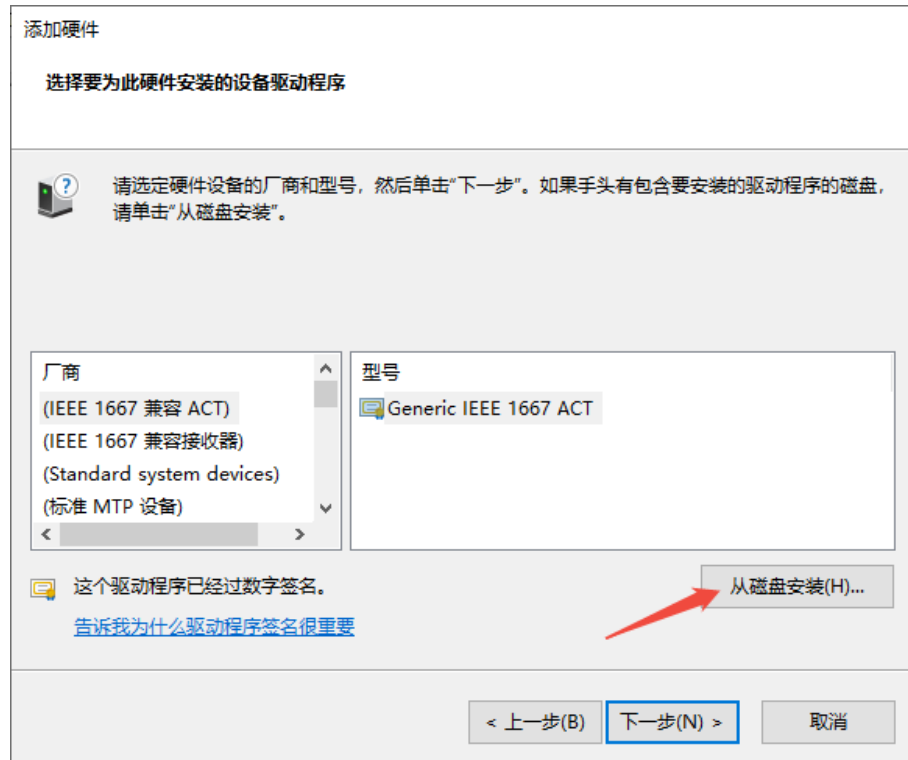 添加硬件
选择要为此硬件安装的设备驱动程序
请选定硬件设备的厂商和型号，然后单击"下一步"。如果手头有包含要安装的驱动程序的磁盘，
请单击"从磁盘安装"。
厂商
(IEEE 1667 兼容 ACT)
(IEEE 1667 兼容接收器)
(Standard system devices)
(标准 MTP 设备)
型号
Generic IEEE 1667 ACT
这个驱动程序已经过数字签名。
从磁盘安装(H)...
告诉我为什么驱动程序签名很重要
< 上一步(B)
下一步(N) >
取消